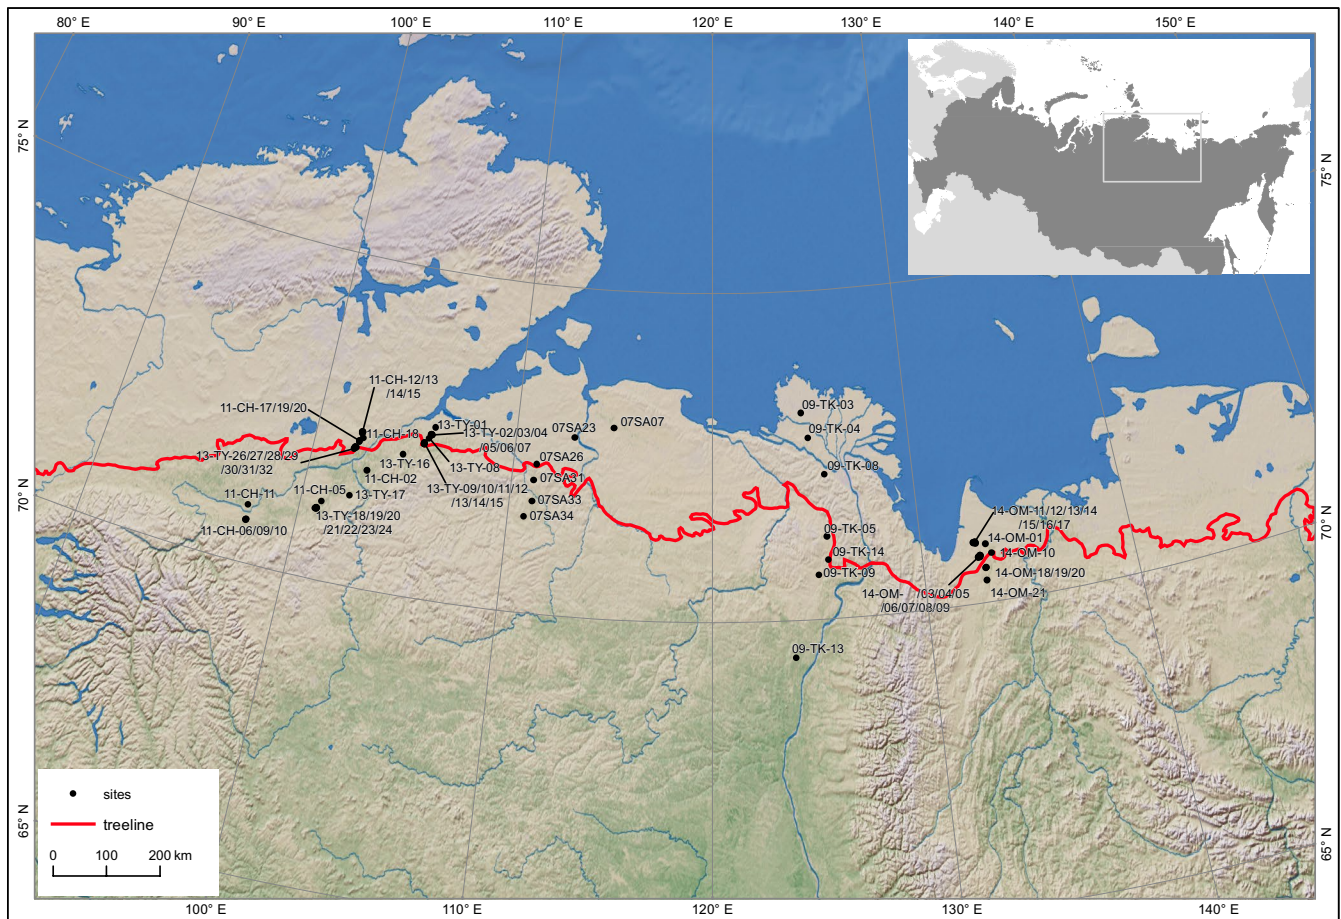 80° E
90° E
100° E
110° E
120° E
130° E
140° E
150° E
75° N
75° N
11-CH-12/13
/14/15
11-CH-17/19/20
11-CH-18
13-TY-01
13-TY-02/03/04
/05/06/07
07SA23
07SA07
09-TK-03
09-TK-04
13-TY-26/27/28/29
/30/31/32
13-TY-16
13-TY-08
07SA26
09-TK-08
11-CH-02
07SA31
70° N
11-CH-11
11-CH-05
13-TY-17
13-TY-09/10/11/12
/13/14/15
07SA33
11-CH-06/09/10
13-TY-18/19/20
/21/22/23/24
07SA34
09-TK-05
14-OM-11/12/13/14
/15/16/17
70° N
14-OM-01
09-TK-14
14-OM-10
09-TK-09
14-OM-18/19/20
14-OM-
/03/04/05
/06/07/08/09
14-OM-21
09-TK-13
sites
treeline
0
100
200 km
65° N
65° N
100° E
110° E
120° E
130° E
140° E